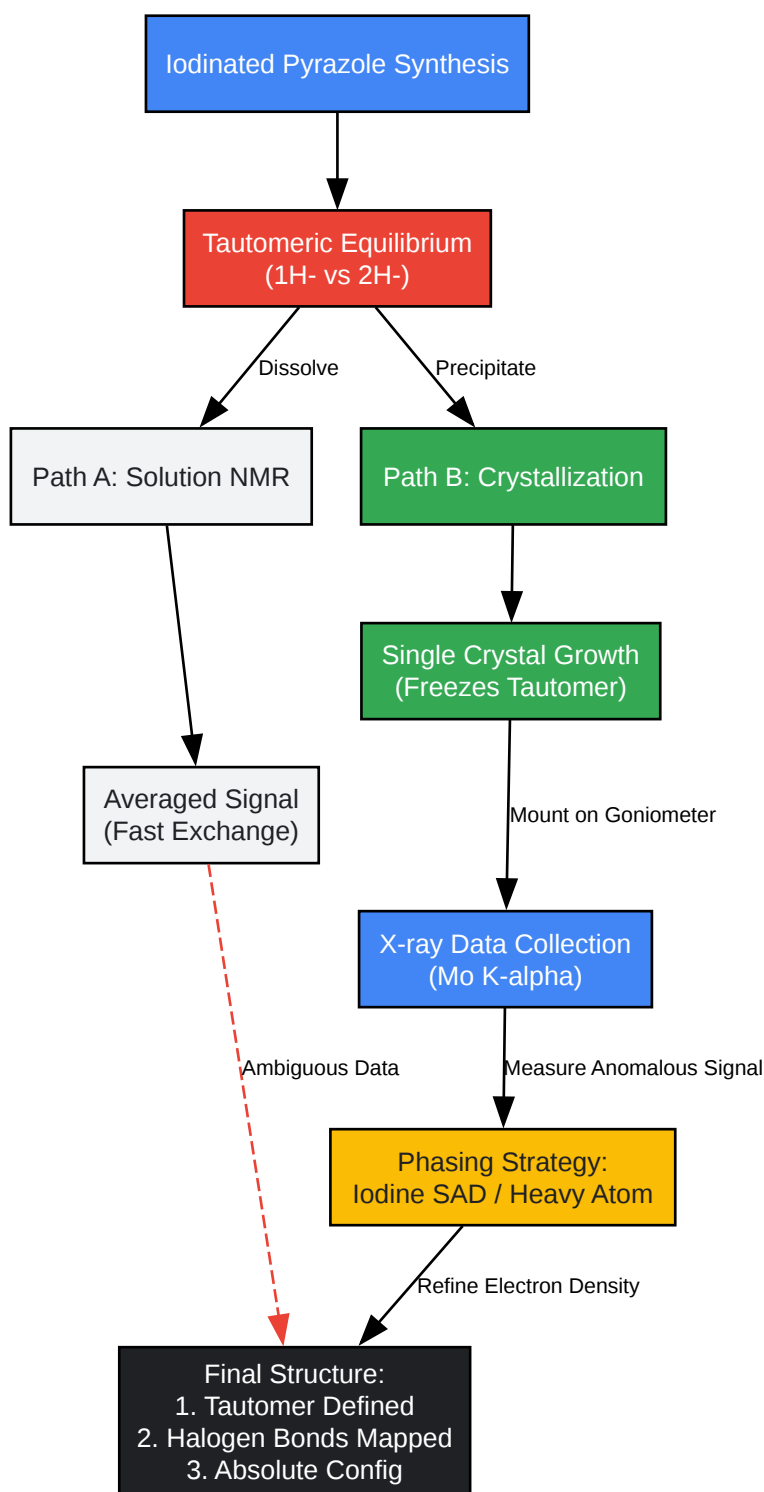 Iodinated Pyrazole Synthesis
Tautomeric Equilibrium
(1H- vs 2H-)
Dissolve
Precipitate
Path A: Solution NMR
Path B: Crystallization
Single Crystal Growth
(Freezes Tautomer)
Averaged Signal
(Fast Exchange)
Mount on Goniometer
X-ray Data Collection
(Mo K-alpha)
Ambiguous Data
Measure Anomalous Signal
Phasing Strategy:
Iodine SAD / Heavy Atom
Refine Electron Density
Final Structure:
1. Tautomer Defined
2. Halogen Bonds Mapped
3. Absolute Config